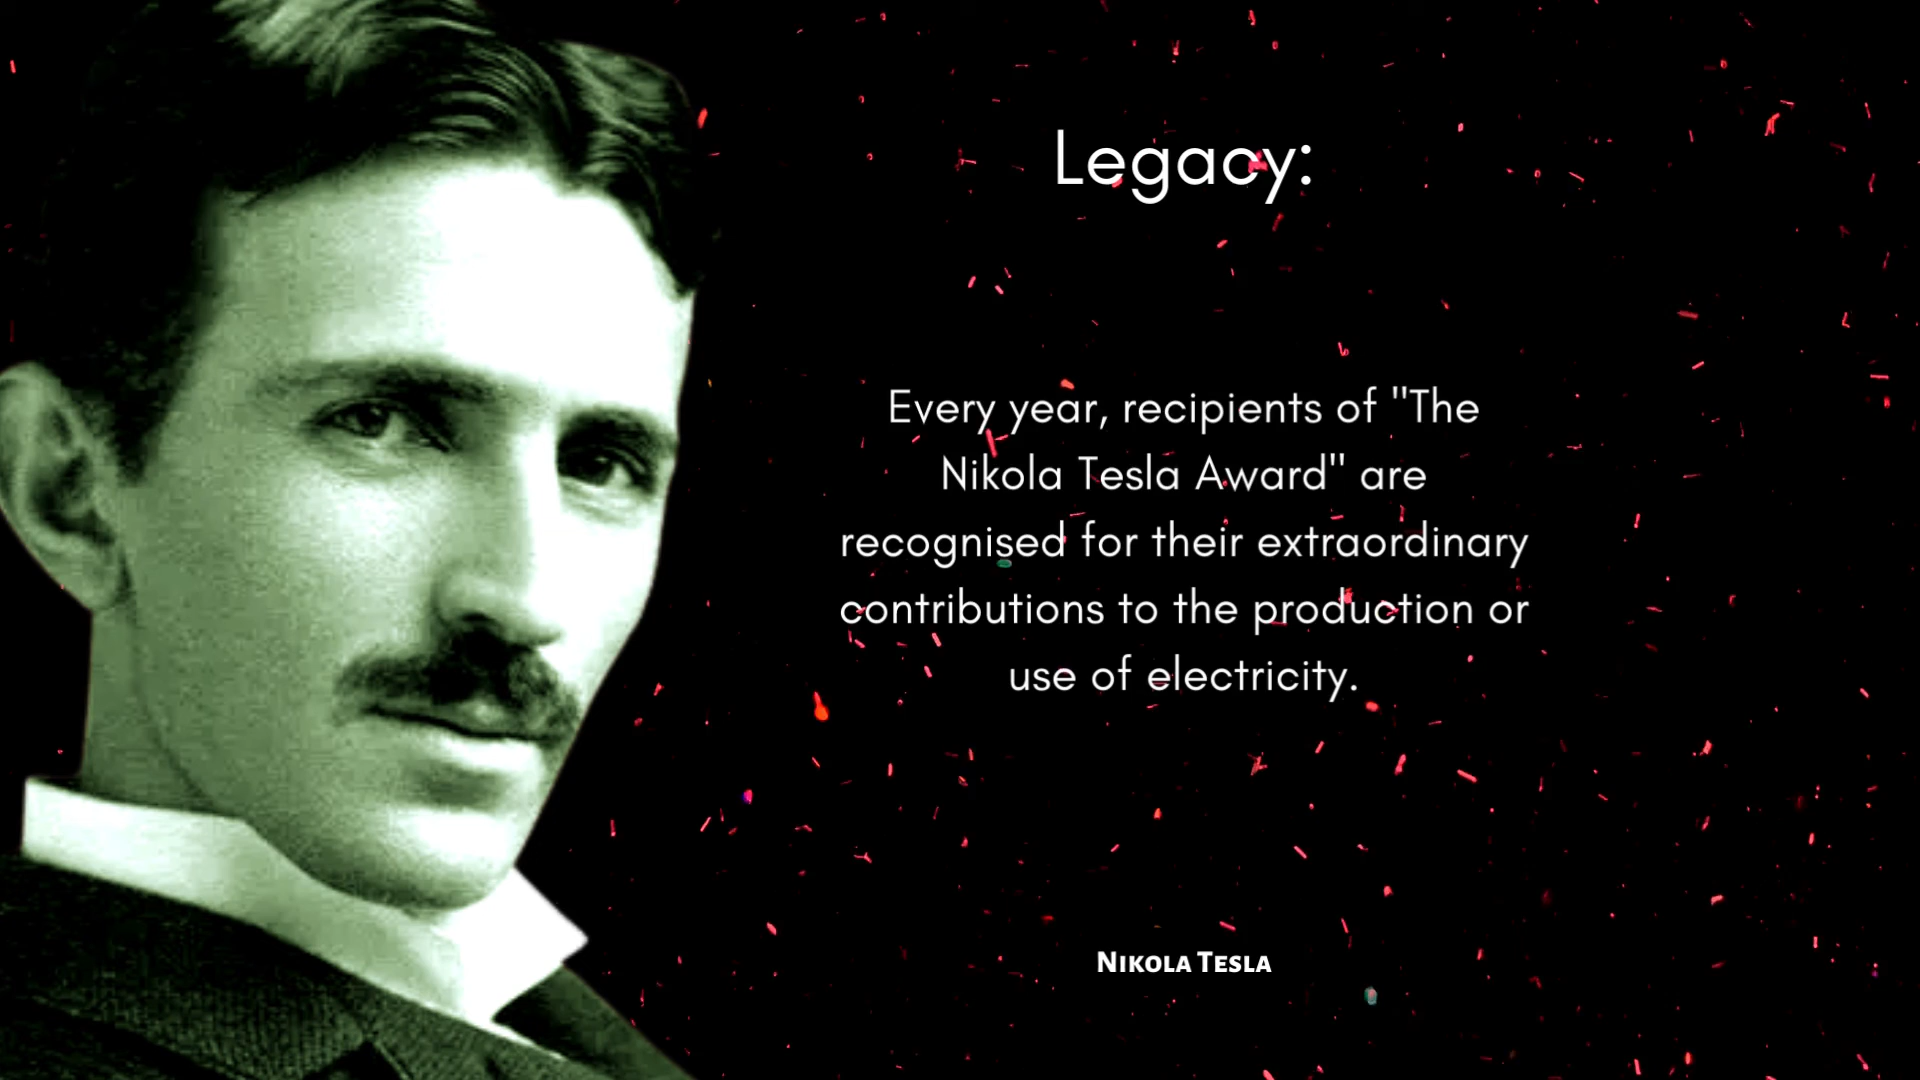 Legacy:
Every year, recipients of "The
Nikola Tesla Award" are
recognised for their extraordinary
contributions to the production or
use of electricity.
Nikola Tesla